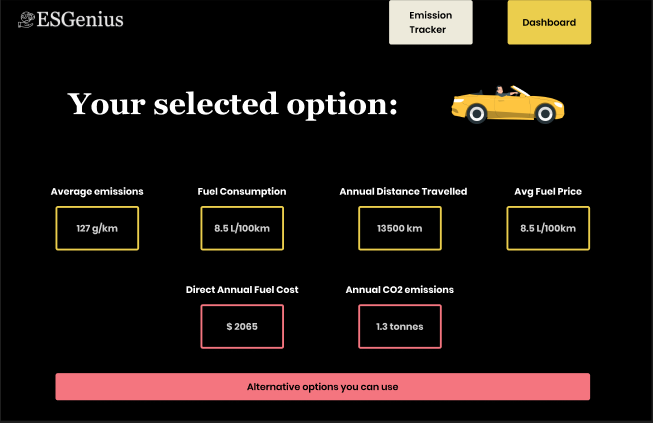 ESGenius
Emission
Tracker
Dashboard
Your selected option:
Average emissions
Fuel Consumption
Annual Distance Travelled
Avg Fuel Price
127 g/km
8.5 L/100km
13500 km
8.5 L/100km
Direct Annual Fuel Cost
Annual CO2 emissions
$ 2065
1.3 tonnes
Alternative options you can use